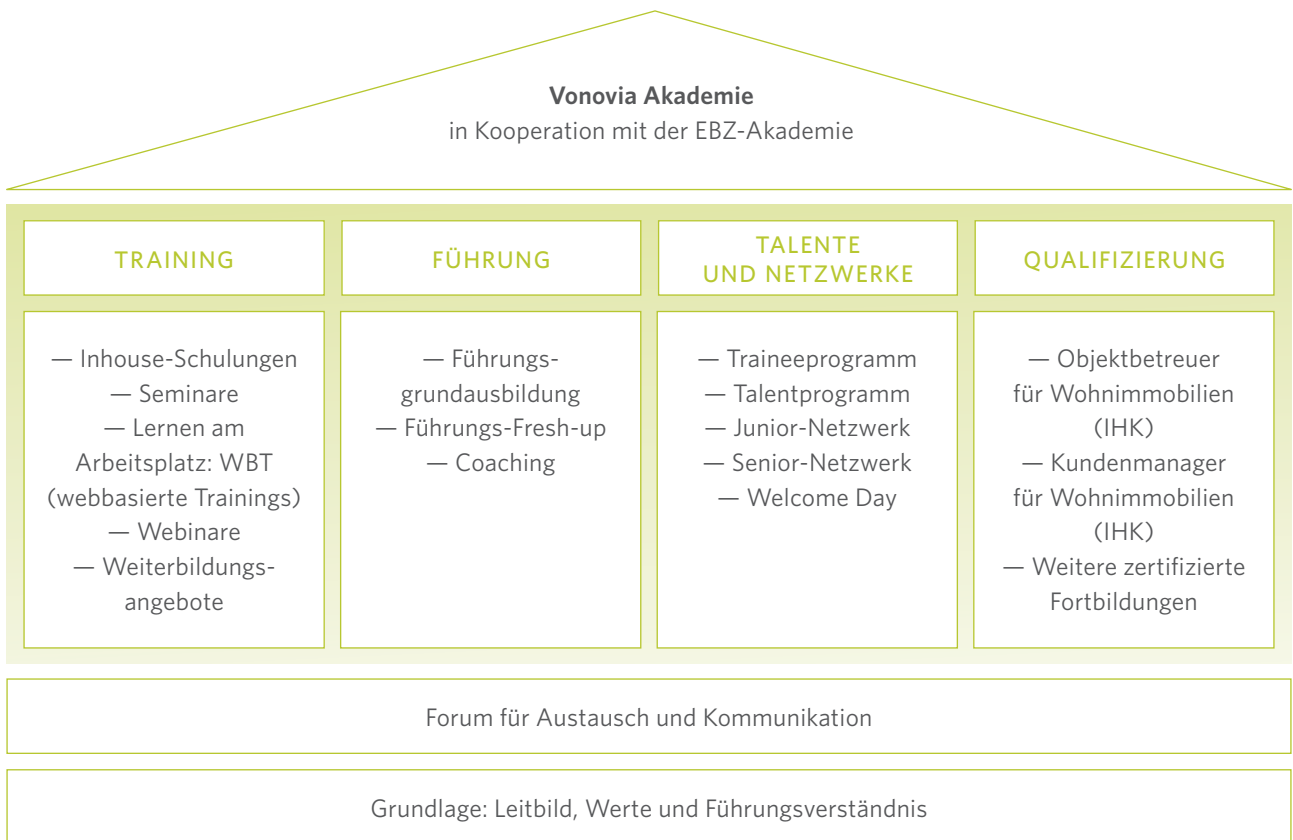 Vonovia Akademie
in Kooperation mit der EBZ-Akademie
TRAINING
— Inhouse-Schulungen
— Seminare
— Lernen am
Arbeitsplatz: WBT
(webbasierte Trainings)
— Webinare
— Weiterbildungs-
angebote
FÜHRUNG
— Führungs-
grundausbildung
— Führungs-Fresh-up
— Coaching
TALENTE
UND NETZWERKE
— Traineeprogramm
— Talentprogramm
— Junior-Netzwerk
— Senior-Netzwerk
— Welcome Day
QUALIFIZIERUNG
— Objektbetreuer
für Wohnimmobilien
(IHK)
— Kundenmanager
für Wohnimmobilien
(IHK)
— Weitere zertifizierte
Fortbildungen
Forum für Austausch und Kommunikation
Grundlage: Leitbild, Werte und Führungsverständnis